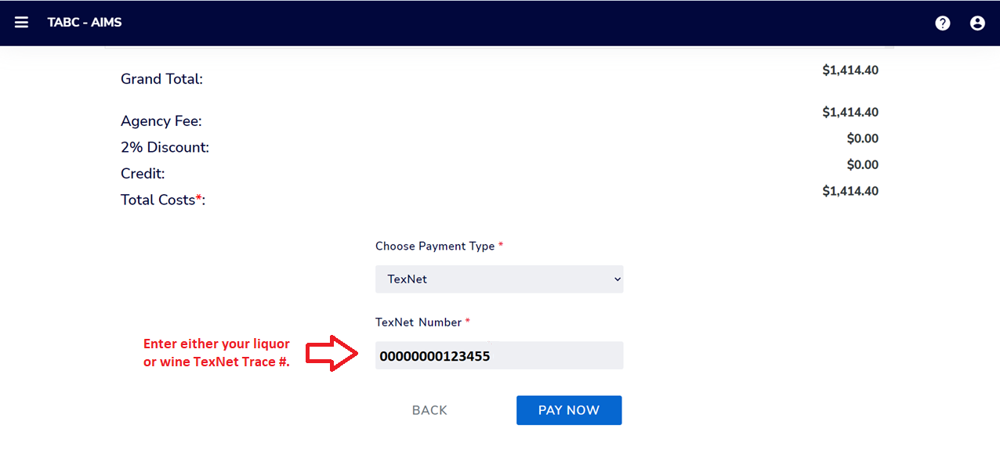 TABC - AIMS
Grand Total: $1,414.40
Agency Fee: $1,414.40
2% Discount: $0.00
Credit: $0.00
Total Costs*: $1,414.40
Choose Payment Type *
TexNet
TexNet Number *
Enter either your liquor
or wine TexNet Trace #.
00000000123455
BACK PAY NOW